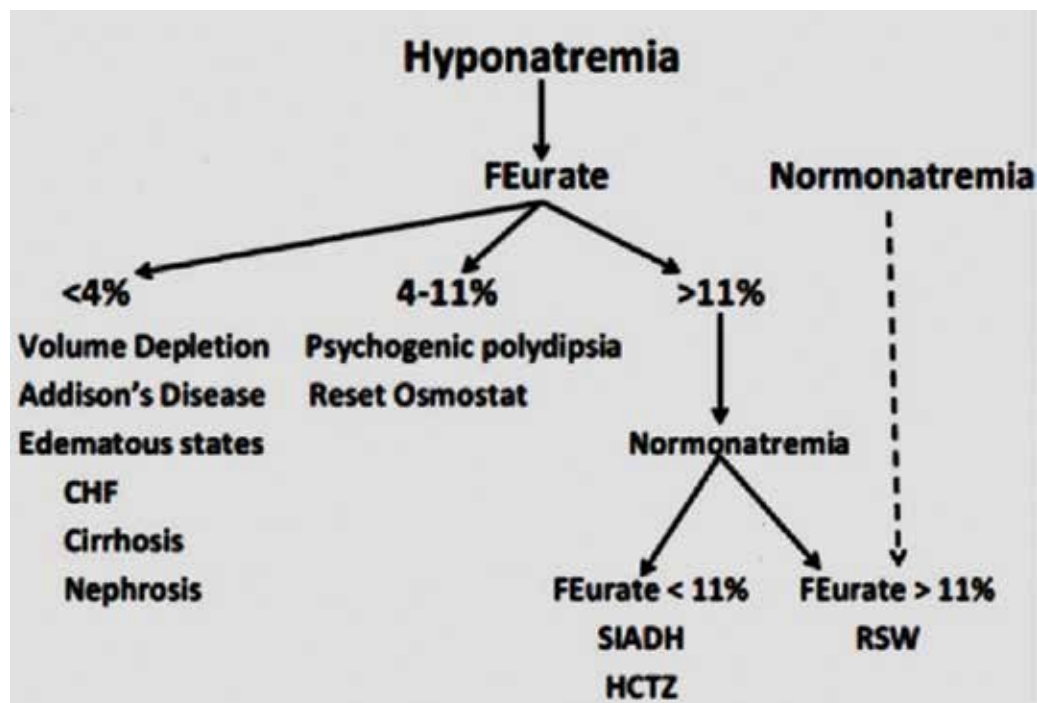 Hyponatremia
FEurate
Normonatremia
<4%
4-11%
>11%
Volume Depletion
Psychogenic polydipsia
Addison's Disease
Reset Osmostat
Edematous states
Normonatremia
CHF
Cirrhosis
Nephrosis
FEurate < 11%
FEurate > 11%
SIADH
RSW
HCTZ